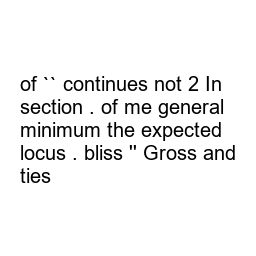 of `` continues not 2 In
section . of me general
minimum the expected
locus . bliss " Gross and
ties